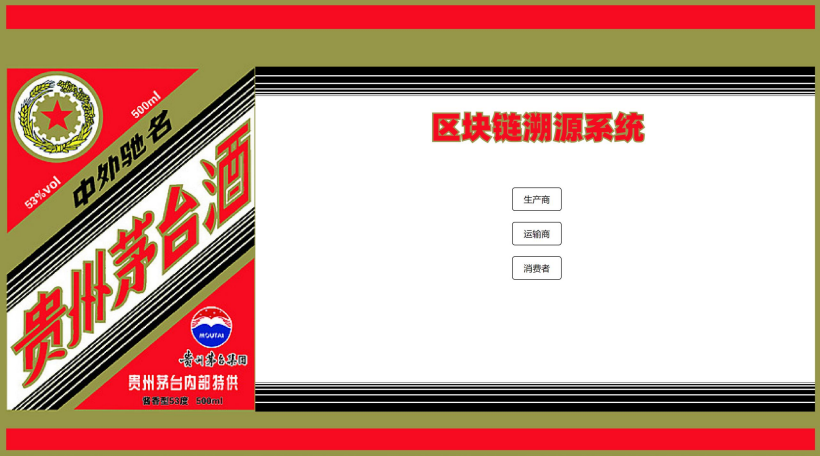 500ml
中外驰名
53%vol
贵州茅台酒
MOUTAI
贵州茅台集团
贵州茅台内部特供
酱香型53度 500ml
区块链溯源系统
生产商
运输商
消费者